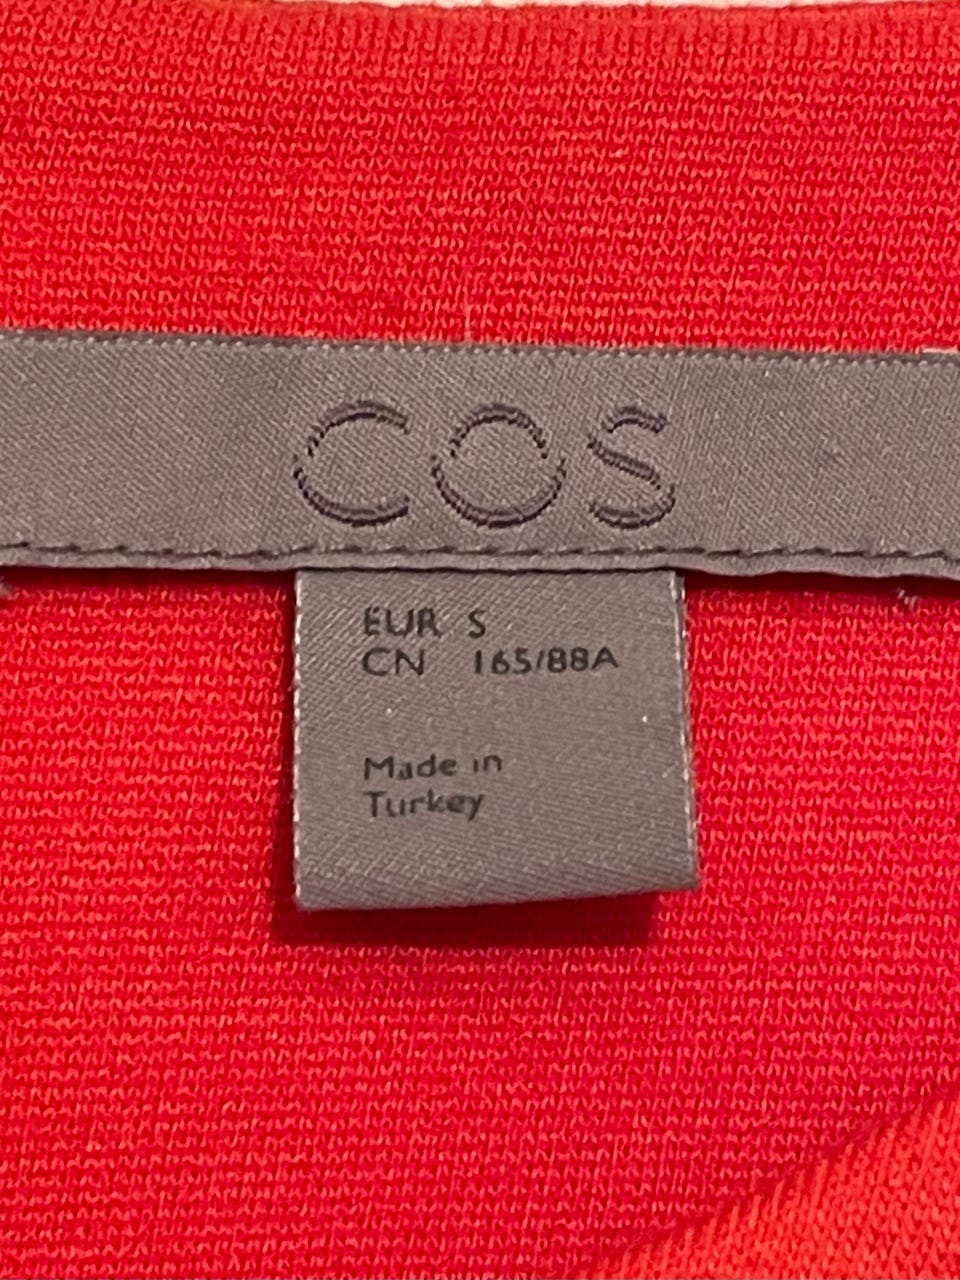 COS
EUR S
CN 165/88A
Made in
Turkey